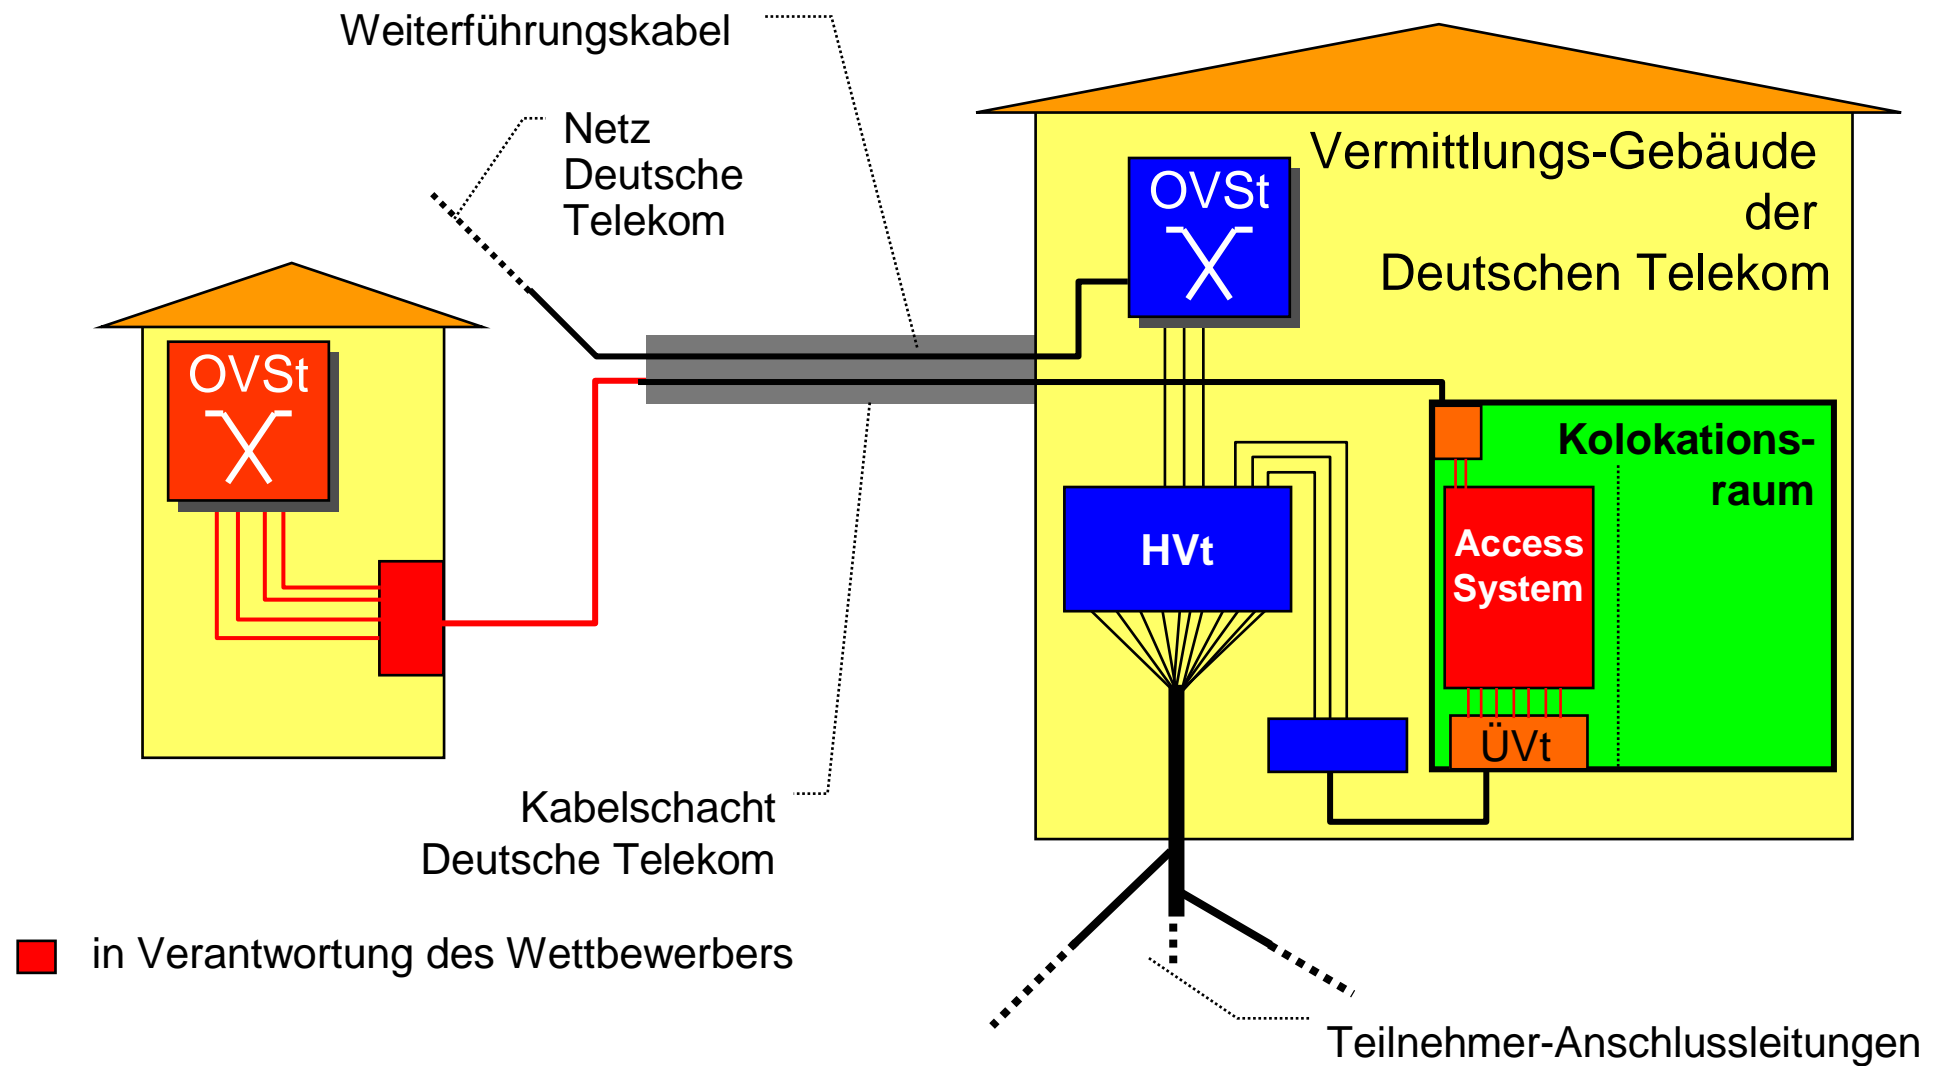 Weiterführungskabel
Netz
Deutsche
Telekom
Vermittlungs-Gebäude
der
Deutschen Telekom
OVSt
OVSt
Kolokations-
raum
HVt
Access
System
ÜVt
Kabelschacht
Deutsche Telekom
in Verantwortung des Wettbewerbers
Teilnehmer-Anschlussleitungen